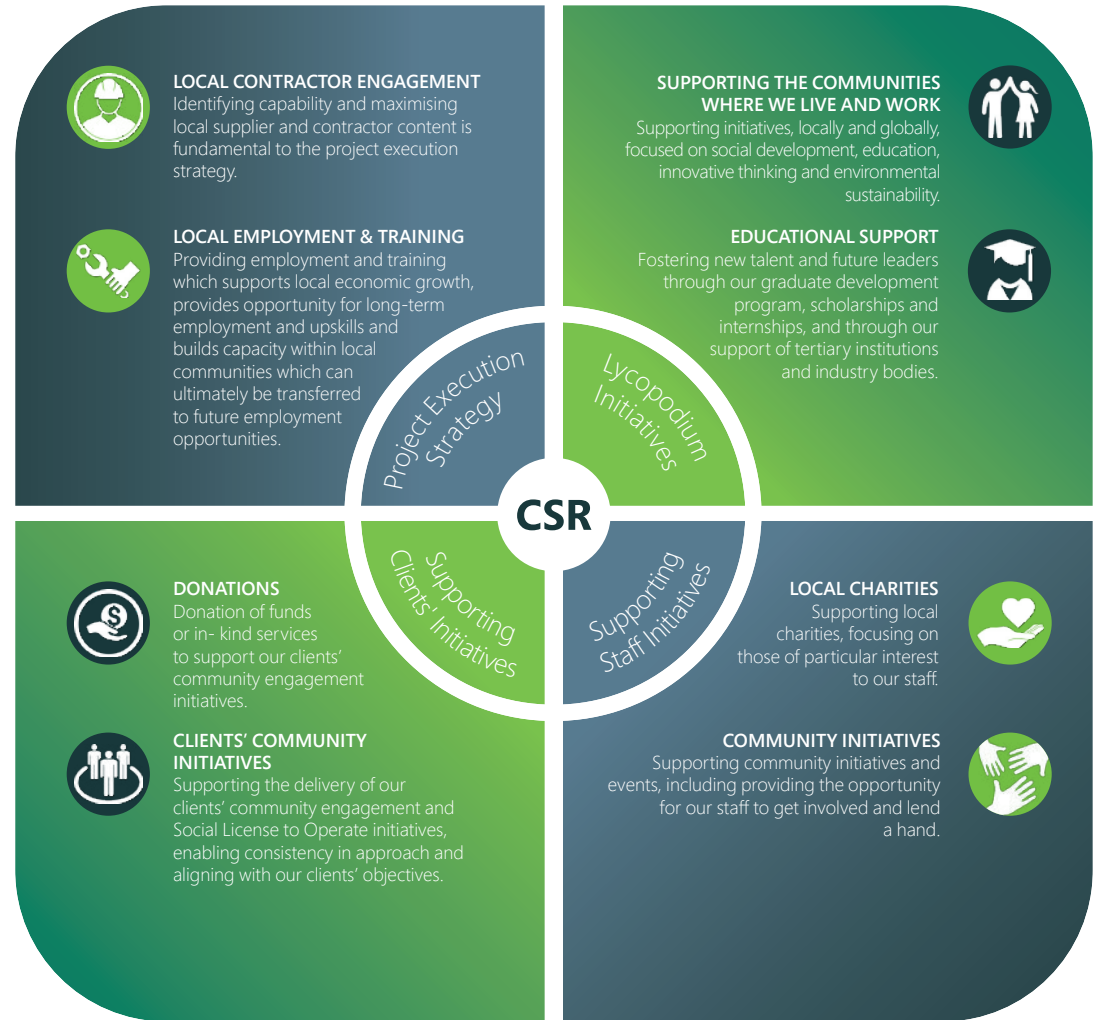 LOCAL CONTRACTOR ENGAGEMENT
Identifying capability and maximising
local supplier and contractor content is
fundamental to the project execution
strategy.
LOCAL EMPLOYMENT & TRAINING
Providing employment and training
which supports local economic growth,
provides opportunity for long-term
employment and upskills and
builds capacity within local
communities which can
ultimately be transferred
to future employment
opportunities.
SUPPORTING THE COMMUNITIES
WHERE WE LIVE AND WORK
Supporting initiatives, locally and globally,
focused on social development, education,
innovative thinking and environmental
sustainability.
EDUCATIONAL SUPPORT
Fostering new talent and future leaders
through our graduate development
program, scholarships and
internships, and through our
support of tertiary institutions
and industry bodies.
Project Execution
Strategy
Lycopodium
Initiatives
CSR
Supporting
Clients' Initiatives
Supporting
Staff Initiatives
DONATIONS
Donation of funds
or in- kind services
to support our clients'
community engagement
initiatives.
CLIENTS' COMMUNITY
INITIATIVES
Supporting the delivery of our
clients' community engagement and
Social License to Operate initiatives,
enabling consistency in approach and
aligning with our clients' objectives.
LOCAL CHARITIES
Supporting local
charities, focusing on
those of particular interest
to our staff.
COMMUNITY INITIATIVES
Supporting community initiatives and
events, including providing the opportunity
for our staff to get involved and lend
a hand.